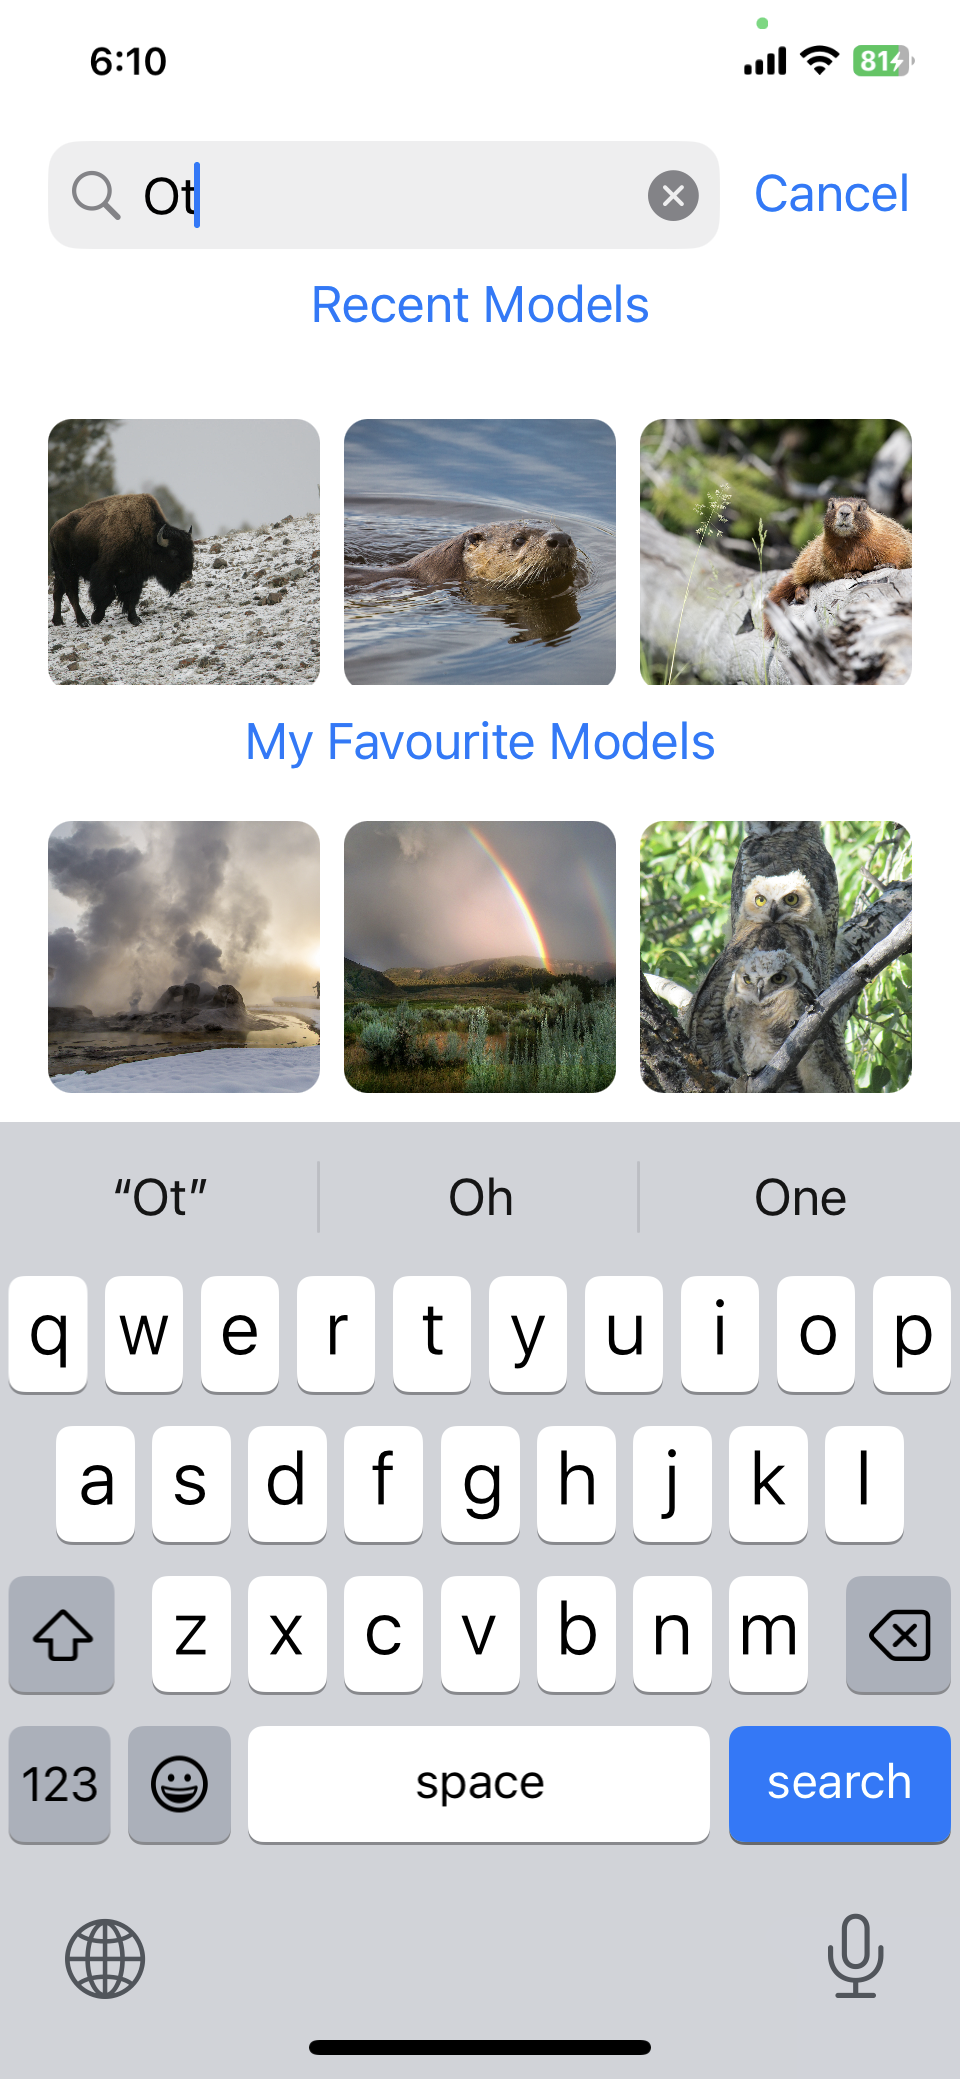 6:10
81
Ot
Cancel
Recent Models
My Favourite Models
“Ot”
Oh
One
q w e r t y u i o p
a s d f g h j k l
z x c v b n m
123
space
search